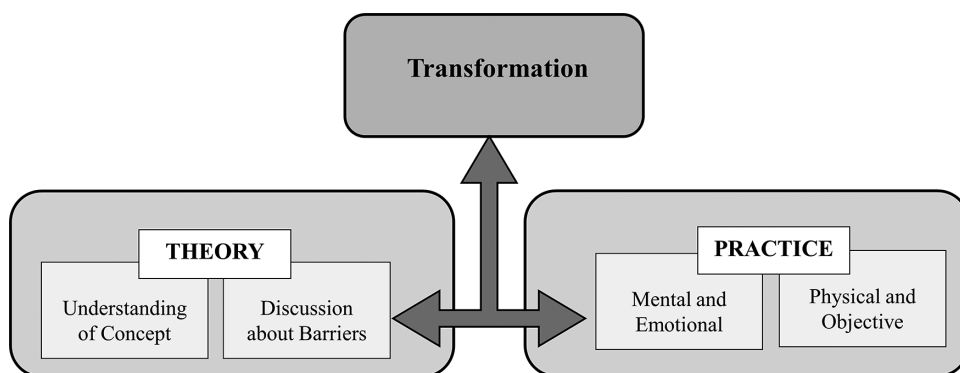 Transformation
THEORY
Understanding
of Concept
Discussion
about Barriers
PRACTICE
Mental and
Emotional
Physical and
Objective